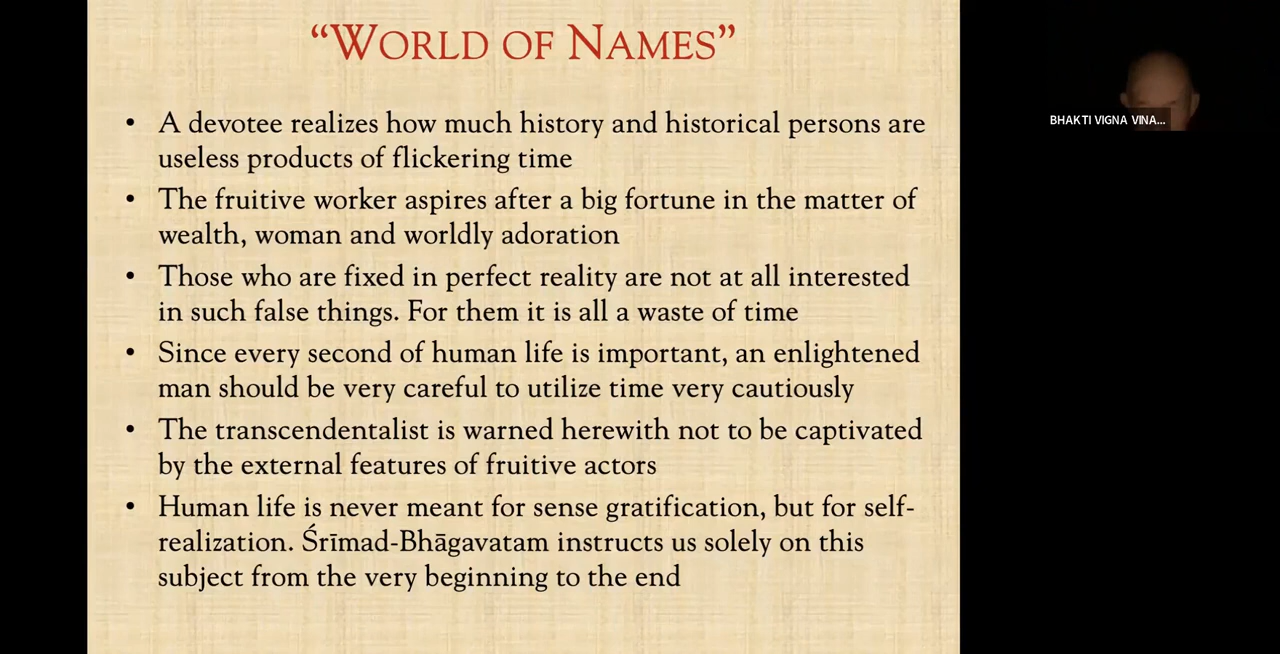 “WORLD OF NAMES”
• A devotee realizes how much history and historical persons are
useless products of flickering time
• The fruitive worker aspires after a big fortune in the matter of
wealth, woman and worldly adoration
• Those who are fixed in perfect reality are not at all interested
in such false things. For them it is all a waste of time
• Since every second of human life is important, an enlightened
man should be very careful to utilize time very cautiously
• The transcendentalist is warned herewith not to be captivated
by the external features of fruitive actors
• Human life is never meant for sense gratification, but for self-
realization. Śrīmad-Bhāgavatam instructs us solely on this
subject from the very beginning to the end
BHAKTI VIGNA VINA...